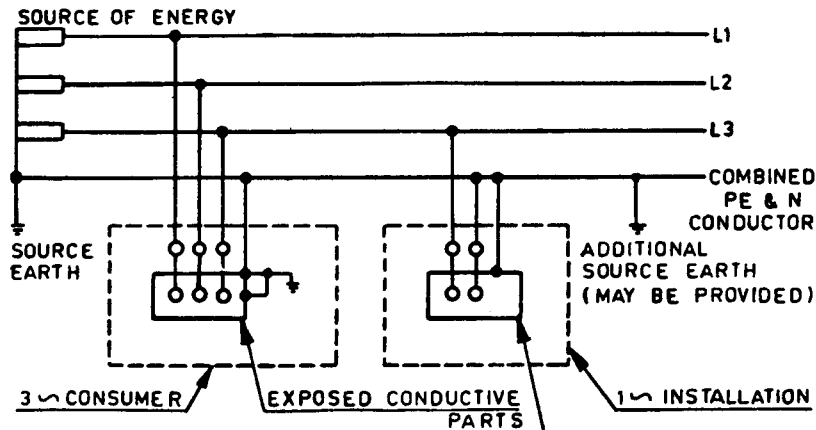 SOURCE OF ENERGY
L1
L2
L3
COMBINED
PE & N
CONDUCTOR
SOURCE
EARTH
ADDITIONAL
SOURCE EARTH
(MAY BE PROVIDED)
3 ~ CONSUMER
EXPOSED CONDUCTIVE
PARTS
1 ~ INSTALLATION